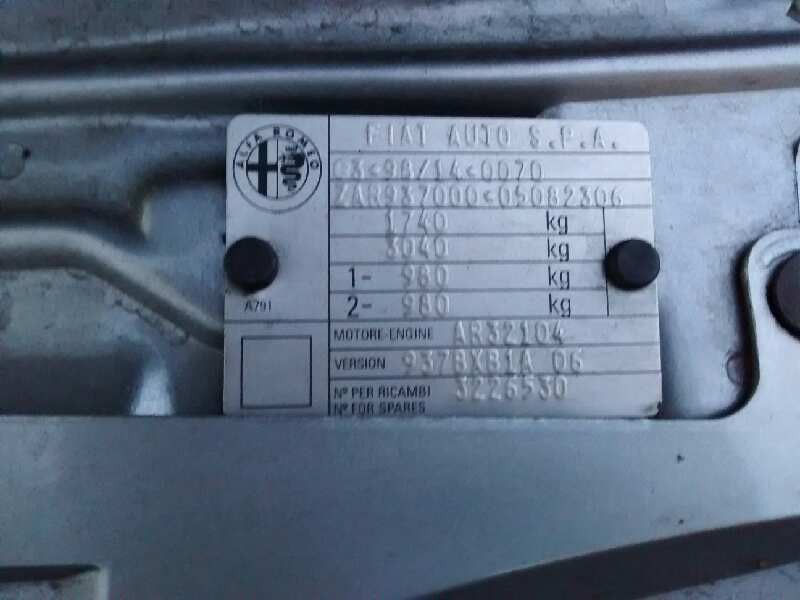 ALFA ROMEO
FIAT AUTO S.P.A.
e3<98/14<0070
ZAR937000<05082306
1740 kg
3040 kg
1- 980 kg
2- 980 kg
A791
MOTORE-ENGINE AR32104
VERSION 937BXB1A 06
Nº PER RICAMBI 3226530
Nº FOR SPARES